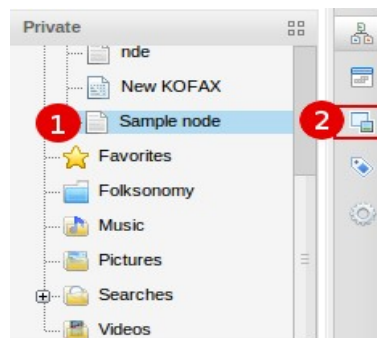 Private
nde
New KOFAX
1 Sample node 2
Favorites
Folksonomy
Music
Pictures
Searches
Videos